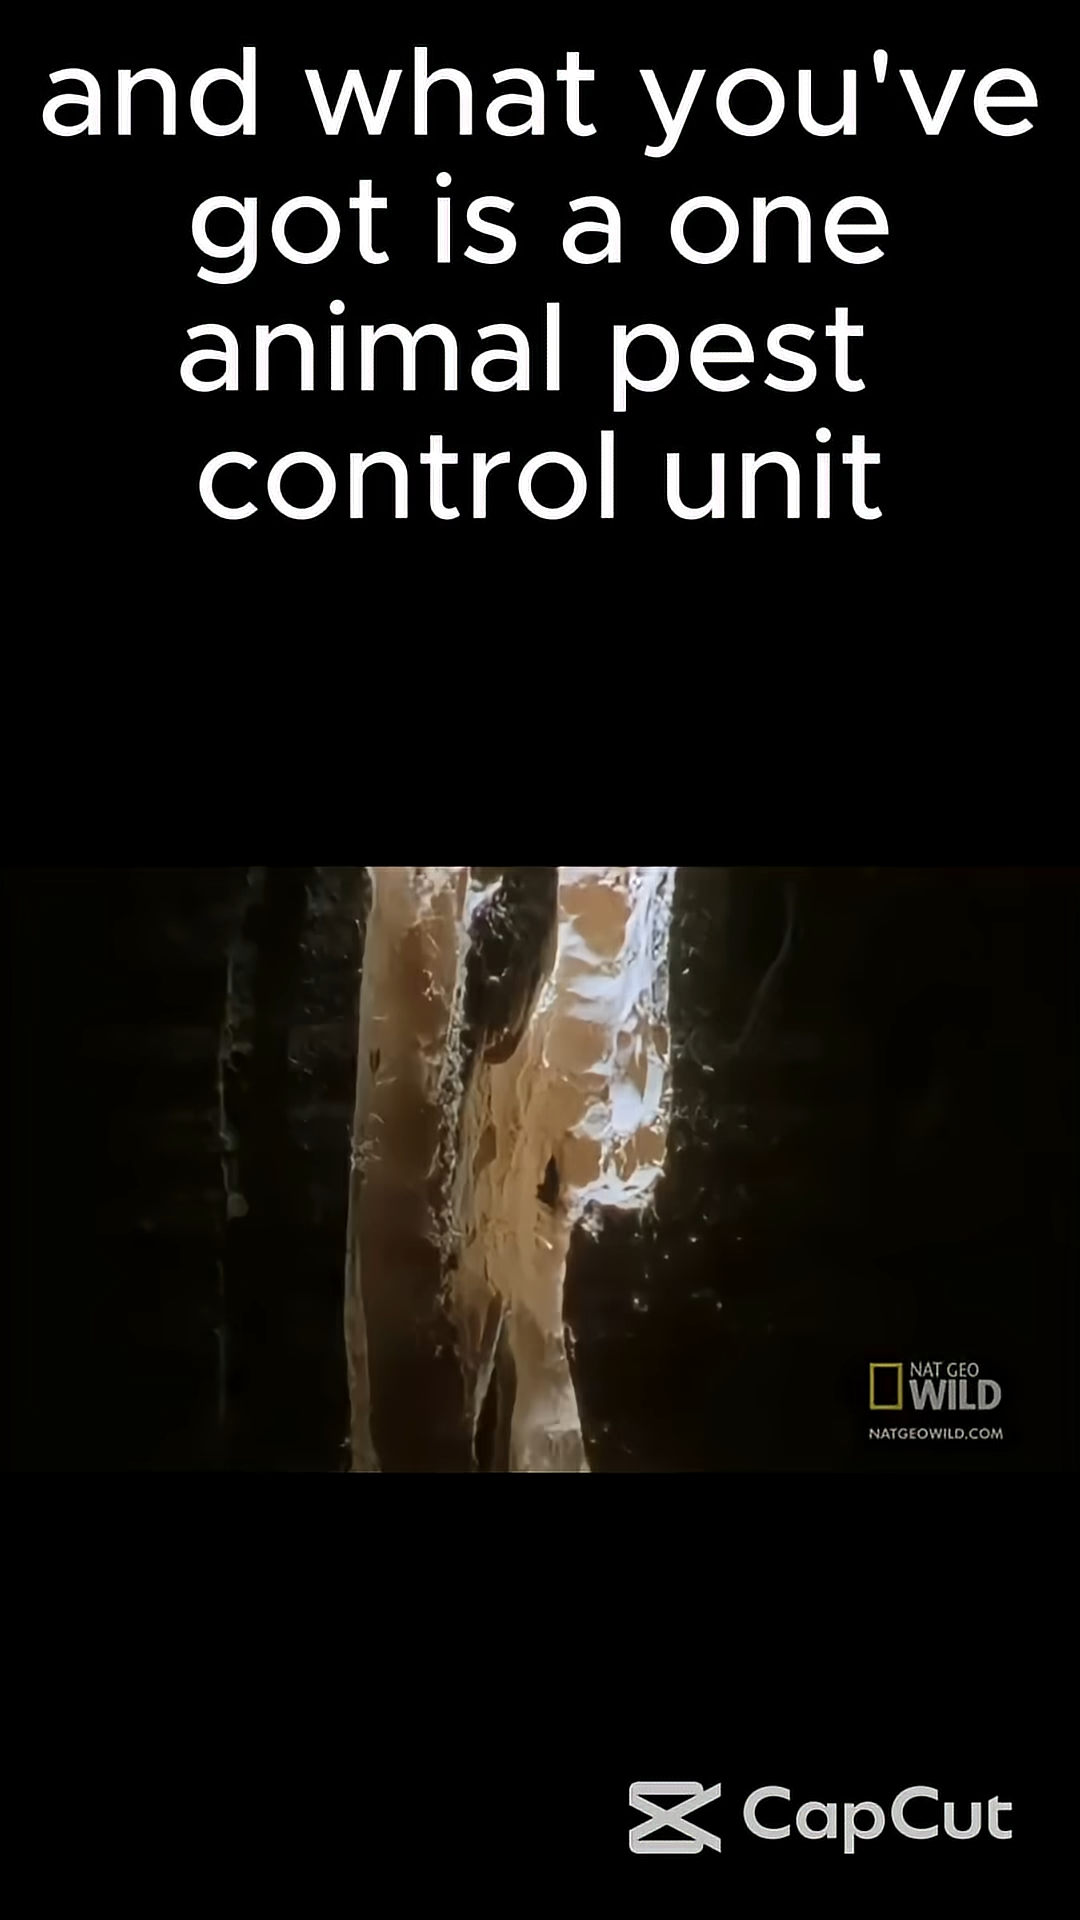 and what you've
got is a one
animal pest
control unit
NAT GEO
WILD
NATGEOWILD.COM
CapCut